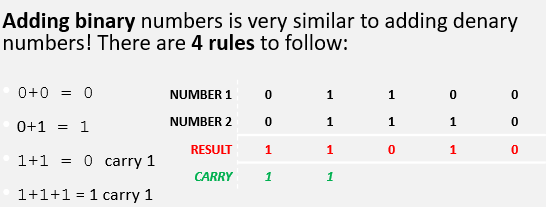 Adding binary numbers is very similar to adding denary
numbers! There are 4 rules to follow:
0+0 = 0
0+1 = 1
1+1 = 0 carry 1
1+1+1 = 1 carry 1
NUMBER 1 0 1 1 0 0
NUMBER 2 0 1 1 1 0
RESULT 1 1 0 1 0
CARRY 1 1